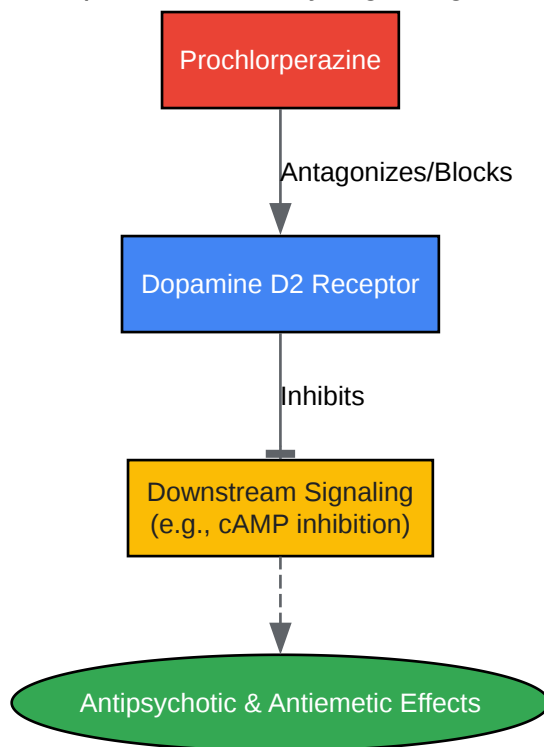 Prochlorperazine
Antagonizes/Blocks
Dopamine D2 Receptor
Inhibits
Downstream Signaling
(e.g., cAMP inhibition)
Antipsychotic & Antiemetic Effects